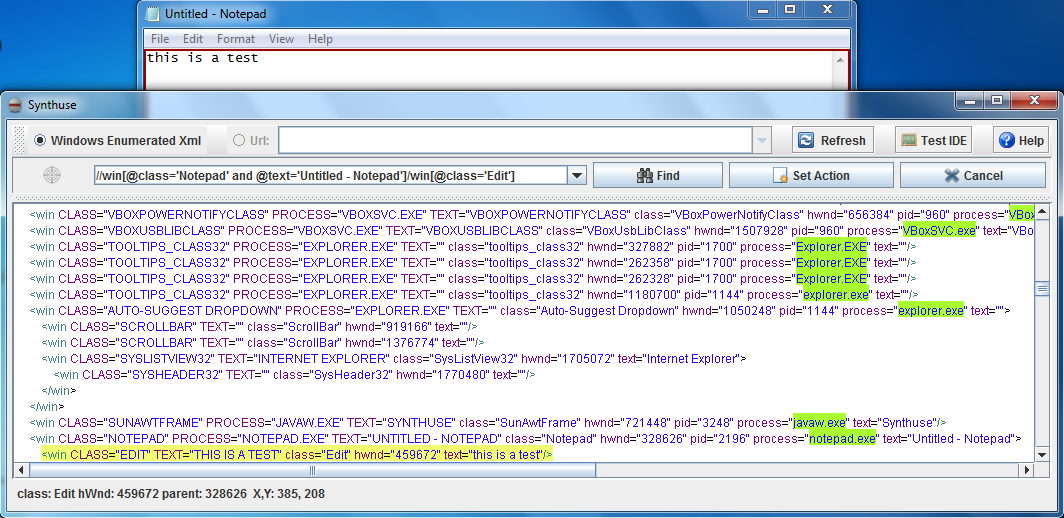 Untitled - Notepad
File Edit Format View Help
this is a test
Synthuse
Windows Enumerated Xml Url: Refresh Test IDE Help
//win[@class='Notepad' and @text='Untitled - Notepad']/win[@class='Edit'] Find Set Action Cancel
<win CLASS="VBOXPOWERNOTIFYCLASS" PROCESS="VBOXSVC.EXE" TEXT="VBOXPOWERNOTIFYCLASS" class="VBoxPowerNotifyClass" hwnd="656384" pid="960" process="VBox
<win CLASS="VBOXUSBLIBCLASS" PROCESS="VBOXSVC.EXE" TEXT="VBOXUSBLIBCLASS" class="VBoxUsbLibClass" hwnd="1507928" pid="960" process="VBoxSVC.exe" text="VBo
<win CLASS="TOOLTIPS_CLASS32" PROCESS="EXPLORER.EXE" TEXT="" class="tooltips_class32" hwnd="327882" pid="1700" process="Explorer.EXE" text=""/>
<win CLASS="TOOLTIPS_CLASS32" PROCESS="EXPLORER.EXE" TEXT="" class="tooltips_class32" hwnd="262358" pid="1700" process="Explorer.EXE" text=""/>
<win CLASS="TOOLTIPS_CLASS32" PROCESS="EXPLORER.EXE" TEXT="" class="tooltips_class32" hwnd="262328" pid="1700" process="Explorer.EXE" text=""/>
<win CLASS="TOOLTIPS_CLASS32" PROCESS="EXPLORER.EXE" TEXT="" class="tooltips_class32" hwnd="1180700" pid="1144" process="explorer.exe" text=""/>
<win CLASS="AUTO-SUGGEST DROPDOWN" PROCESS="EXPLORER.EXE" TEXT="" class="Auto-Suggest Dropdown" hwnd="1050248" pid="1144" process="explorer.exe" text="">
<win CLASS="SCROLLBAR" TEXT="" class="ScrollBar" hwnd="919166" text=""/>
<win CLASS="SCROLLBAR" TEXT="" class="ScrollBar" hwnd="1376774" text=""/>
<win CLASS="SYSLISTVIEW32" TEXT="INTERNET EXPLORER" class="SysListView32" hwnd="1705072" text="Internet Explorer">
<win CLASS="SYSHEADER32" TEXT="" class="SysHeader32" hwnd="1770480" text=""/>
</win>
</win>
<win CLASS="SUNAWTFRAME" PROCESS="JAVAW.EXE" TEXT="SYNTHUSE" class="SunAwtFrame" hwnd="721448" pid="3248" process="javaw.exe" text="Synthuse"/>
<win CLASS="NOTEPAD" PROCESS="NOTEPAD.EXE" TEXT="UNTITLED - NOTEPAD" class="Notepad" hwnd="328626" pid="2196" process="notepad.exe" text="Untitled - Notepad">
<win CLASS="EDIT" TEXT="THIS IS A TEST" class="Edit" hwnd="459672" text="this is a test"/>
class: Edit hWnd: 459672 parent: 328626 X,Y: 385, 208